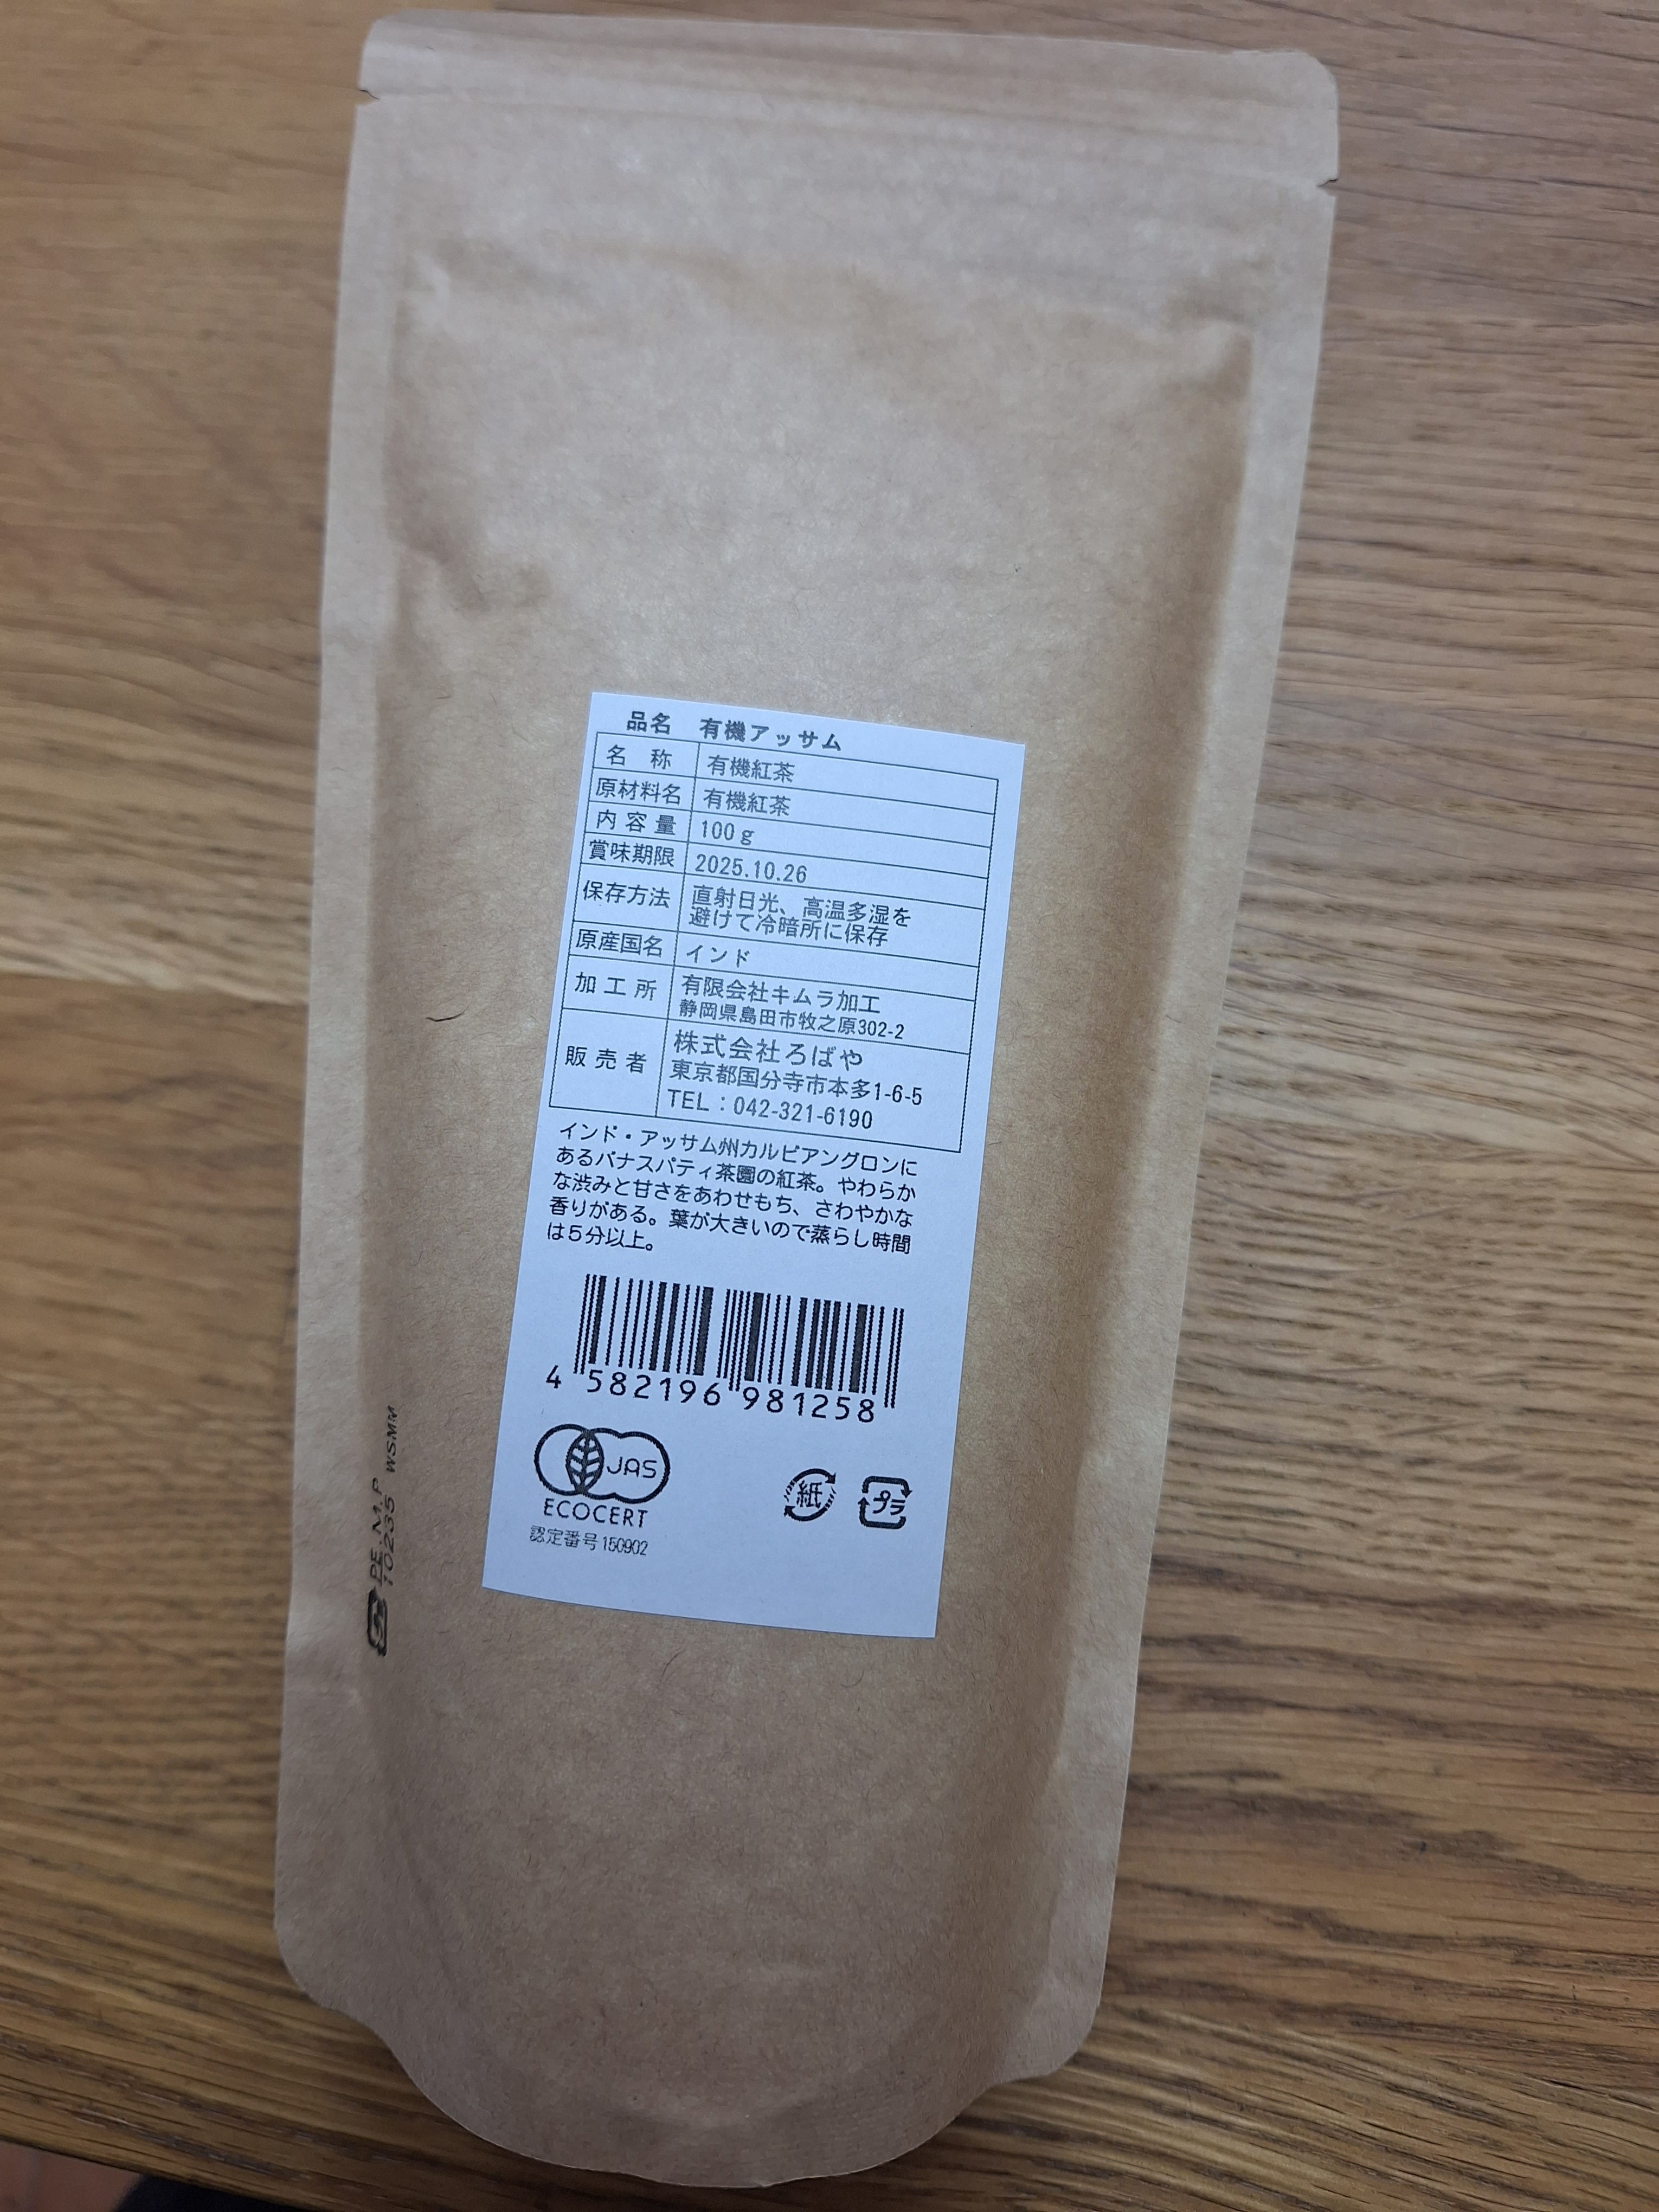 品名 有機アッサム
名称 有機紅茶
原材料名 有機紅茶
内容量 100g
賞味期限 2025.10.26
保存方法 直射日光、高温多湿を
避けて冷暗所に保存
原産国名 インド
加工所 有限会社キムラ加工
静岡県島田市牧之原302-2
販売者 株式会社ろばや
東京都国分寺市本多1-6-5
TEL：042-321-6190
インド・アッサム州カルビアングロンに
あるバナスパティ茶園の紅茶。やわらか
な渋みと甘さをあわせもち、さわやかな
香りがある。葉が大きいので蒸らし時間
は5分以上。
4 582196 981258
JAS
ECOCERT
認定番号150902
紙
プラ
PE.M.P
10235 WSMM